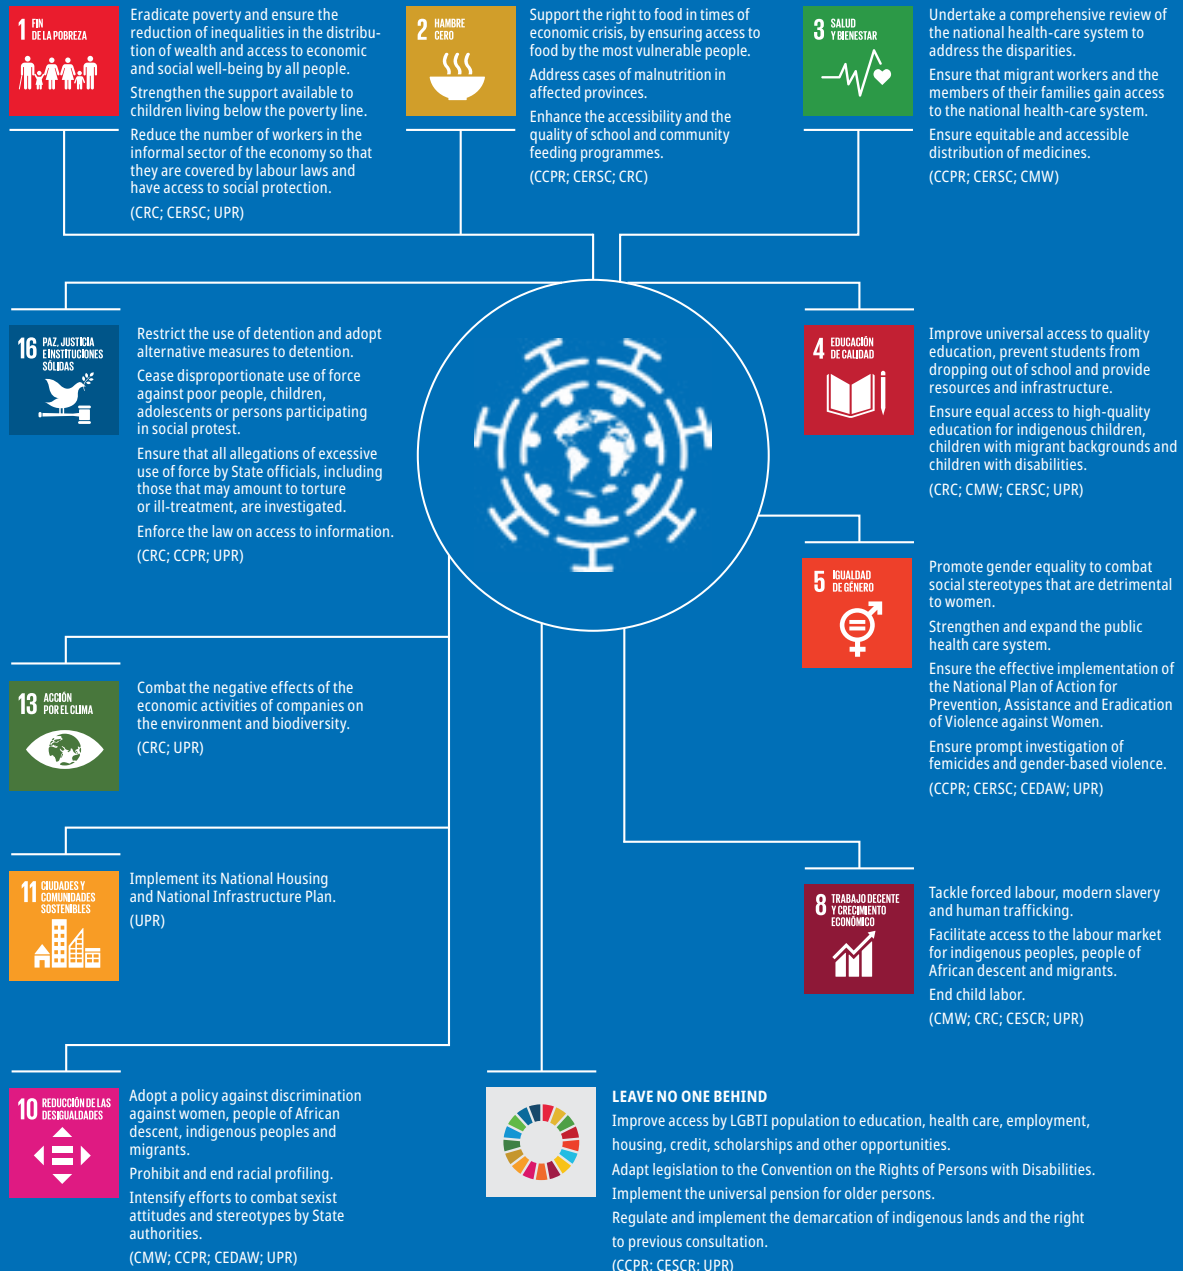 1 FIN
DE LA POBREZA
Eradicate poverty and ensure the
reduction of inequalities in the distribu-
tion of wealth and access to economic
and social well-being by all people.
Strengthen the support available to
children living below the poverty line.
Reduce the number of workers in the
informal sector of the economy so that
they are covered by labour laws and
have access to social protection.
(CRC; CERSC; UPR)
2 HAMBRE
CERO
Support the right to food in times of
economic crisis, by ensuring access to
food by the most vulnerable people.
Address cases of malnutrition in
affected provinces.
Enhance the accessibility and the
quality of school and community
feeding programmes.
(CCPR; CERSC; CRC)
3 SALUD
Y BIENESTAR
Undertake a comprehensive review of
the national health-care system to
address the disparities.
Ensure that migrant workers and the
members of their families gain access
to the national health-care system.
Ensure equitable and accessible
distribution of medicines.
(CCPR; CERSC; CMW)
16 PAZ, JUSTICIA
E INSTITUCIONES
SÓLIDAS
Restrict the use of detention and adopt
alternative measures to detention.
Cease disproportionate use of force
against poor people, children,
adolescents or persons participating
in social protest.
Ensure that all allegations of excessive
use of force by State officials, including
those that may amount to torture
or ill-treatment, are investigated.
Enforce the law on access to information.
(CRC; CCPR; UPR)
4 EDUCACIÓN
DE CALIDAD
Improve universal access to quality
education, prevent students from
dropping out of school and provide
resources and infrastructure.
Ensure equal access to high-quality
education for indigenous children,
children with migrant backgrounds and
children with disabilities.
(CRC; CMW; CERSC; UPR)
5 IGUALDAD
DE GÉNERO
Promote gender equality to combat
social stereotypes that are detrimental
to women.
Strengthen and expand the public
health care system.
Ensure the effective implementation of
the National Plan of Action for
Prevention, Assistance and Eradication
of Violence against Women.
Ensure prompt investigation of
femicides and gender-based violence.
(CCPR; CERSC; CEDAW; UPR)
13 ACCIÓN
POR EL CLIMA
Combat the negative effects of the
economic activities of companies on
the environment and biodiversity.
(CRC; UPR)
11 CIUDADES Y
COMUNIDADES
SOSTENIBLES
Implement its National Housing
and National Infrastructure Plan.
(UPR)
8 TRABAJO DECENTE
Y CRECIMIENTO
ECONÓMICO
Tackle forced labour, modern slavery
and human trafficking.
Facilitate access to the labour market
for indigenous peoples, people of
African descent and migrants.
End child labor.
(CMW; CRC; CESCR; UPR)
10 REDUCCIÓN DE LAS
DESIGUALDADES
Adopt a policy against discrimination
against women, people of African
descent, indigenous peoples and
migrants.
Prohibit and end racial profiling.
Intensify efforts to combat sexist
attitudes and stereotypes by State
authorities.
(CMW; CCPR; CEDAW; UPR)
LEAVE NO ONE BEHIND
Improve access by LGBTI population to education, health care, employment,
housing, credit, scholarships and other opportunities.
Adapt legislation to the Convention on the Rights of Persons with Disabilities.
Implement the universal pension for older persons.
Regulate and implement the demarcation of indigenous lands and the right
to previous consultation.
(CCPR; CESCR; UPR)